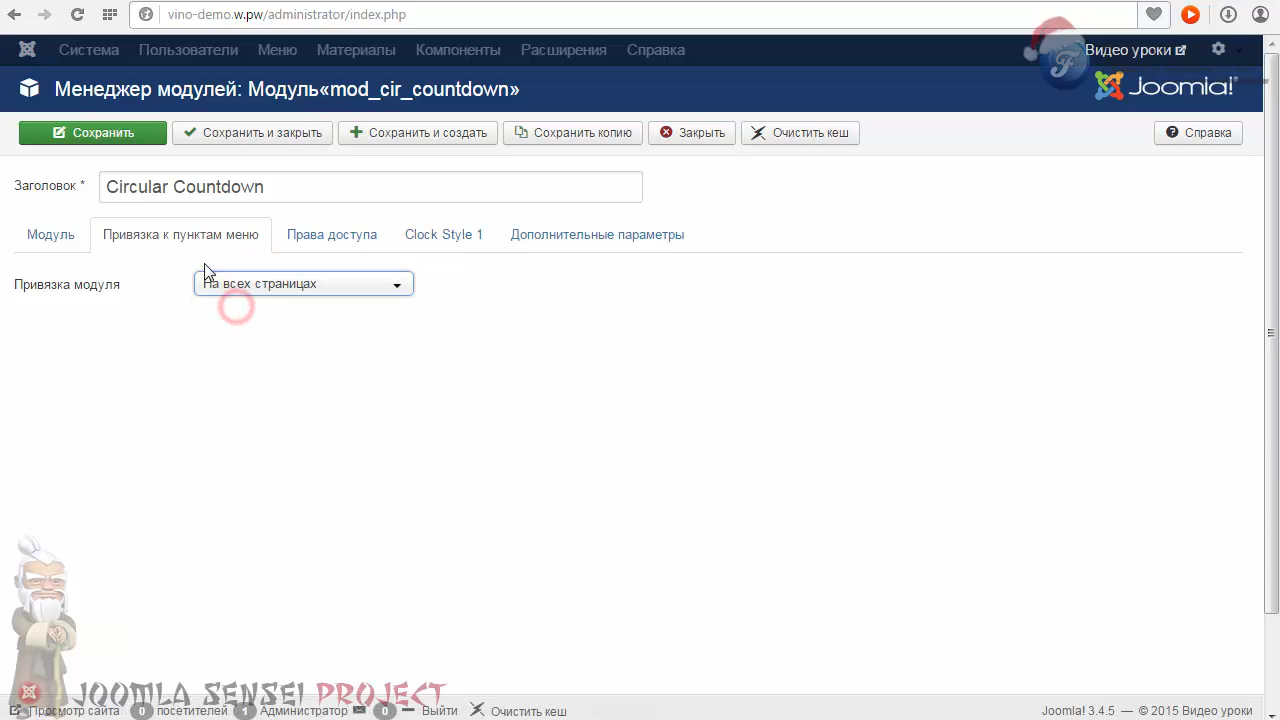 vino-demo.w.pw/administrator/index.php
Система Пользователи Меню Материалы Компоненты Расширения Справка Видео уроки
Менеджер модулей: Модуль«mod_cir_countdown» Joomla!
Сохранить Сохранить и закрыть Сохранить и создать Сохранить копию Закрыть Очистить кеш Справка
Заголовок * Circular Countdown
Модуль Привязка к пунктам меню Права доступа Clock Style 1 Дополнительные параметры
Привязка модуля На всех страницах
JOOMLA SENSEI PROJECT
Просмотр сайта 0 посетителей 1 Администратор 0 Выйти Очистить кеш Joomla! 3.4.5 — © 2015 Видео уроки